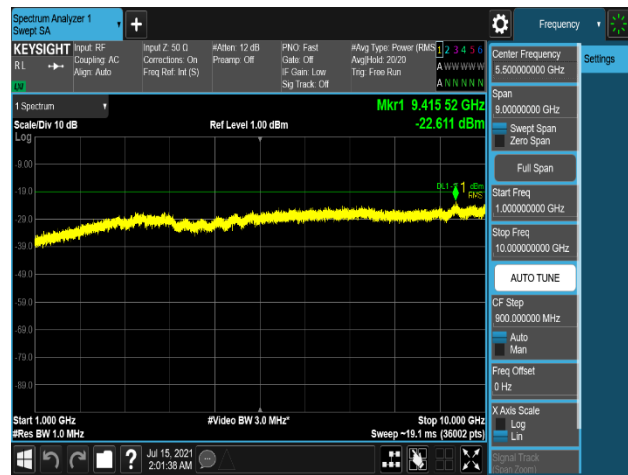 Spectrum Analyzer 1
Swept SA
Frequency
KEYSIGHT
RL
Input: RF
Coupling: AC
Align: Auto
Input Z: 50 Ω
Corrections: On
Freq Ref: Int (S)
#Atten: 12 dB
Preamp: Off
PNO: Fast
Gate: Off
IF Gain: Low
Sig Track: Off
#Avg Type: Power (RMS
Avg|Hold: 20/20
Trig: Free Run
1 2 3 4 5 6
A W W W W W
A N N N N N
LXI
1 Spectrum
Scale/Div 10 dB
Log
Ref Level 1.00 dBm
Mkr1 9.415 52 GHz
-22.611 dBm
-9.00
-19.0
-29.0
-39.0
-49.0
-59.0
-69.0
-79.0
-89.0
1
RMS
Start 1.000 GHz
#Res BW 1.0 MHz
#Video BW 3.0 MHz*
Stop 10.000 GHz
Sweep ~19.1 ms (36002 pts)
Jul 15, 2021
2:01:38 AM
Center Frequency
5.500000000 GHz
Span
9.00000000 GHz
Swept Span
Zero Span
Full Span
Start Freq
1.000000000 GHz
Stop Freq
10.000000000 GHz
AUTO TUNE
CF Step
900.000000 MHz
Auto
Man
Freq Offset
0 Hz
X Axis Scale
Log
Lin
Signal Track
(Span Zoom)
Settings